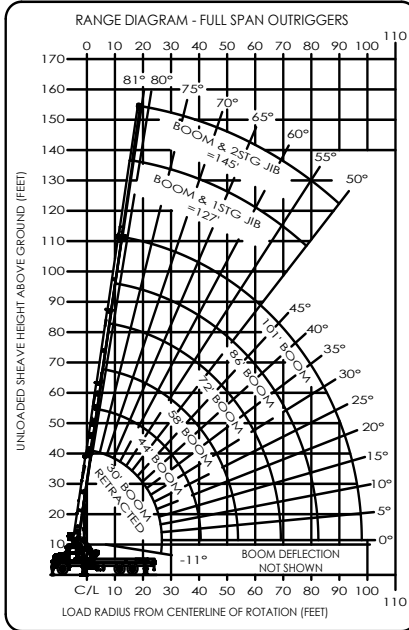 RANGE DIAGRAM - FULL SPAN OUTRIGGERS
110
0 10 20 30 40 50 60 70 80 90 100
170
160
150
140
130
120
110
100
90
80
70
60
50
40
30
20
10
UNLOADED SHEAVE HEIGHT ABOVE GROUND (FEET)
81° 80°
75°
70°
65°
60°
55°
50°
45°
40°
35°
30°
25°
20°
15°
10°
5°
0°
-11°
BOOM & 2STG JIB
=145'
BOOM & 1STG JIB
=127'
101' BOOM
86' BOOM
72' BOOM
58' BOOM
44' BOOM
30' BOOM
RETRACTED
BOOM DEFLECTION
NOT SHOWN
C/L 10 20 30 40 50 60 70 80 90 100
110
LOAD RADIUS FROM CENTERLINE OF ROTATION (FEET)